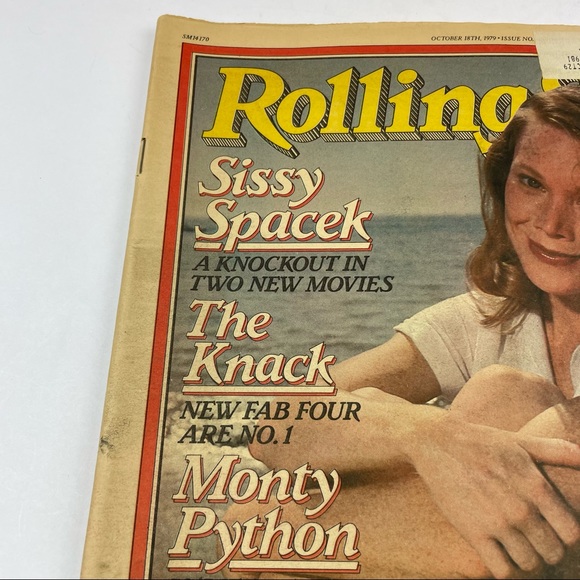 SM14170
OCTOBER 18TH, 1979 • ISSUE NO.
Rolling
Sissy
Spacek
A KNOCKOUT IN
TWO NEW MOVIES
The
Knack
NEW FAB FOUR
ARE NO. 1
Monty
Python